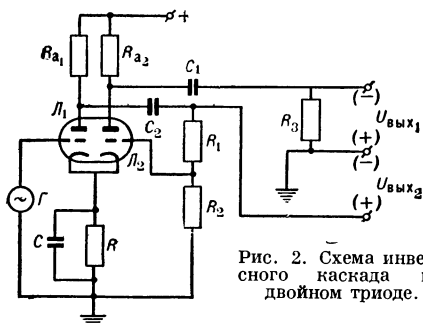 +
Ra1
Ra2
C1
(−)
Л1
C2
R3
Uвых1
Л2
R1
(+)
(−)
Г
Uвых2
R2
(+)
C
R
Рис. 2. Схема инве
сного каскада
двойном триоде.